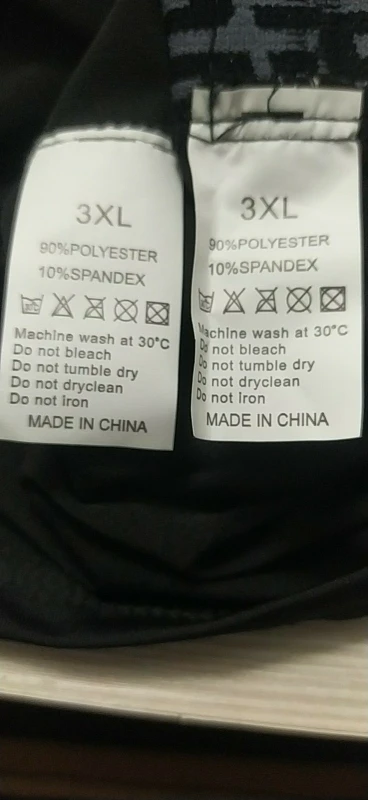 3XL
90%POLYESTER
10%SPANDEX
Machine wash at 30°C
Do not bleach
Do not tumble dry
Do not dryclean
Do not iron
MADE IN CHINA
3XL
90%POLYESTER
10%SPANDEX
Machine wash at 30°C
Do not bleach
Do not tumble dry
Do not dryclean
Do not iron
MADE IN CHINA